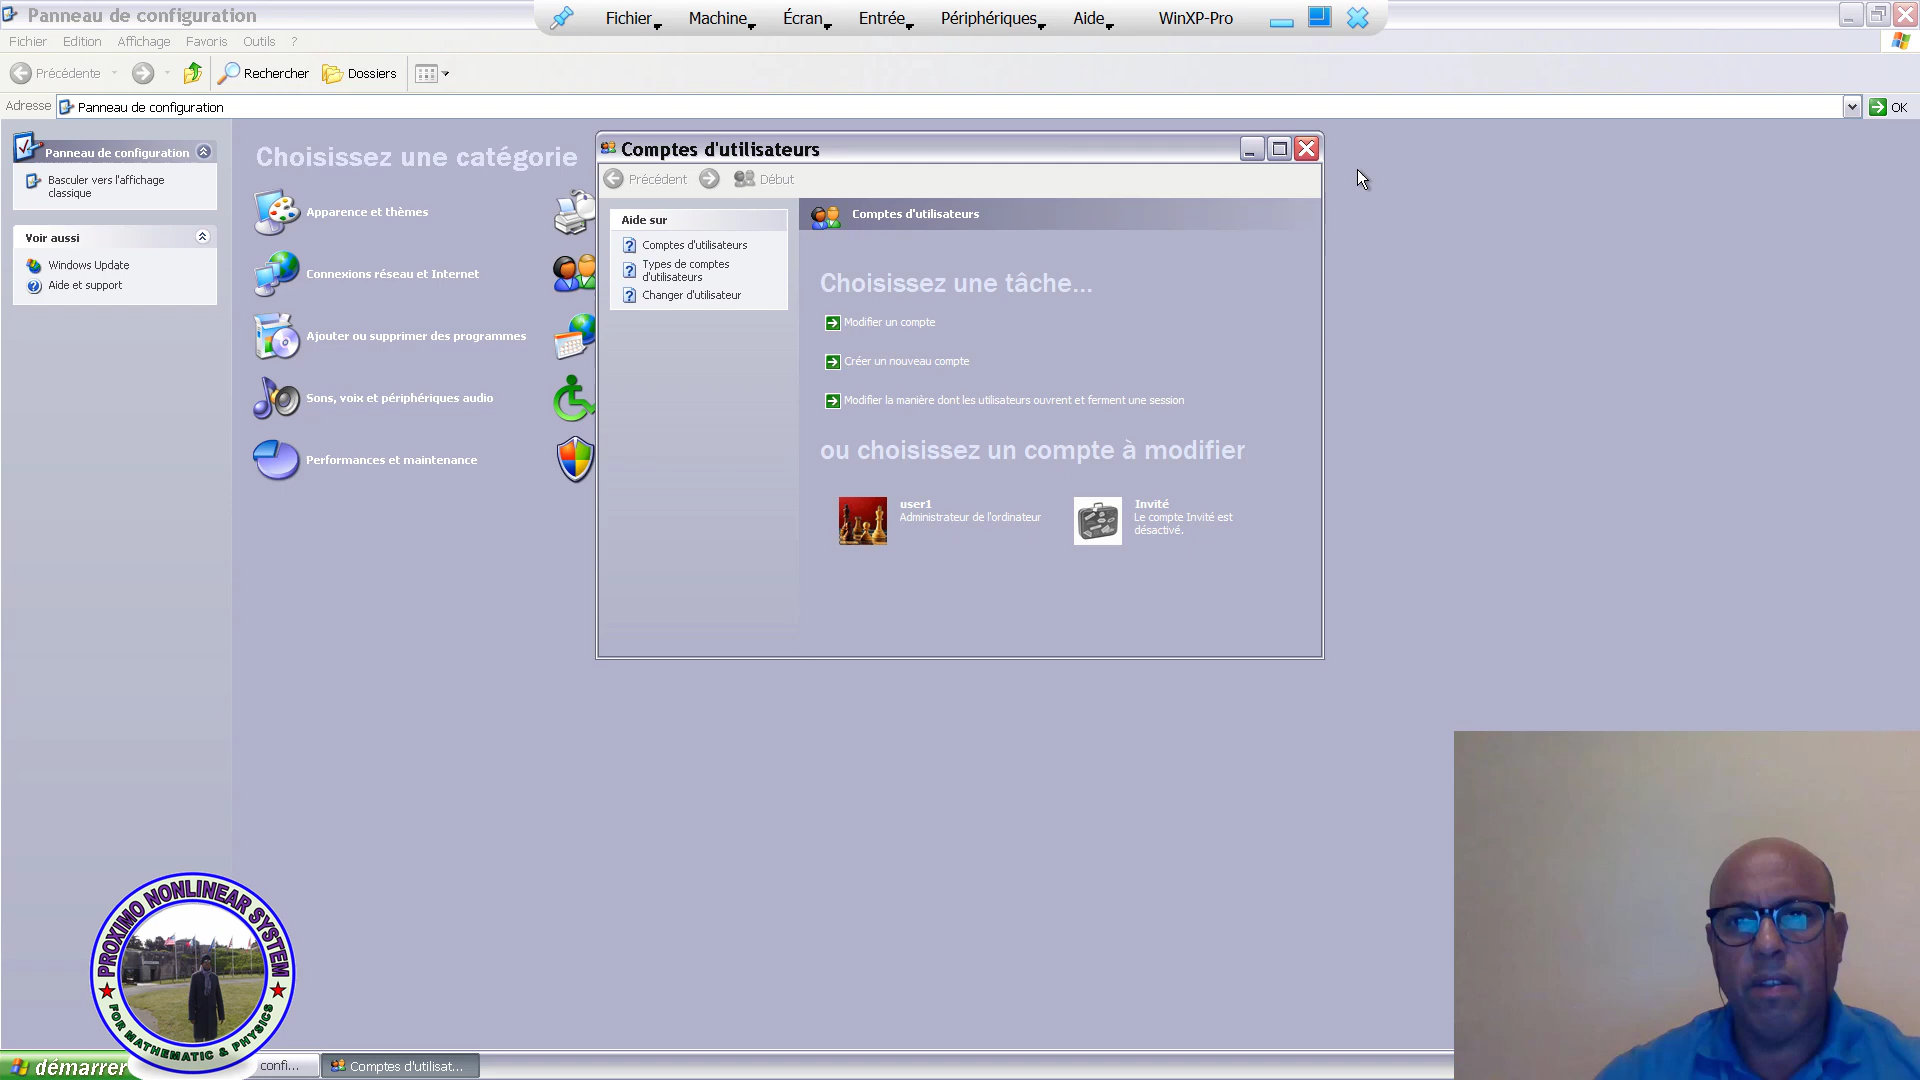 Panneau de configuration
Fichier Machine Écran Entrée Périphériques Aide WinXP-Pro
Fichier Edition Affichage Favoris Outils ?
Précédente Rechercher Dossiers
Adresse Panneau de configuration OK
Panneau de configuration
Basculer vers l'affichage
classique
Voir aussi
Windows Update
Aide et support
Choisissez une catégorie
Apparence et thèmes
Connexions réseau et Internet
Ajouter ou supprimer des programmes
Sons, voix et périphériques audio
Performances et maintenance
Comptes d'utilisateurs
Précédent Début
Aide sur
Comptes d'utilisateurs
Types de comptes
d'utilisateurs
Changer d'utilisateur
Comptes d'utilisateurs
Choisissez une tâche...
Modifier un compte
Créer un nouveau compte
Modifier la manière dont les utilisateurs ouvrent et ferment une session
ou choisissez un compte à modifier
user1
Administrateur de l'ordinateur
Invité
Le compte Invité est
désactivé.
PROXIMO NONLINEAR SYSTEM
FOR MATHEMATIC & PHYSICS
démarrer confi... Comptes d'utilisat...